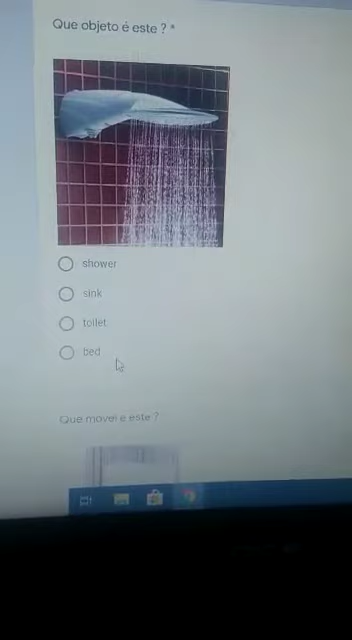 Que objeto é este ? *
shower
sink
toilet
bed
Que movel e este ?